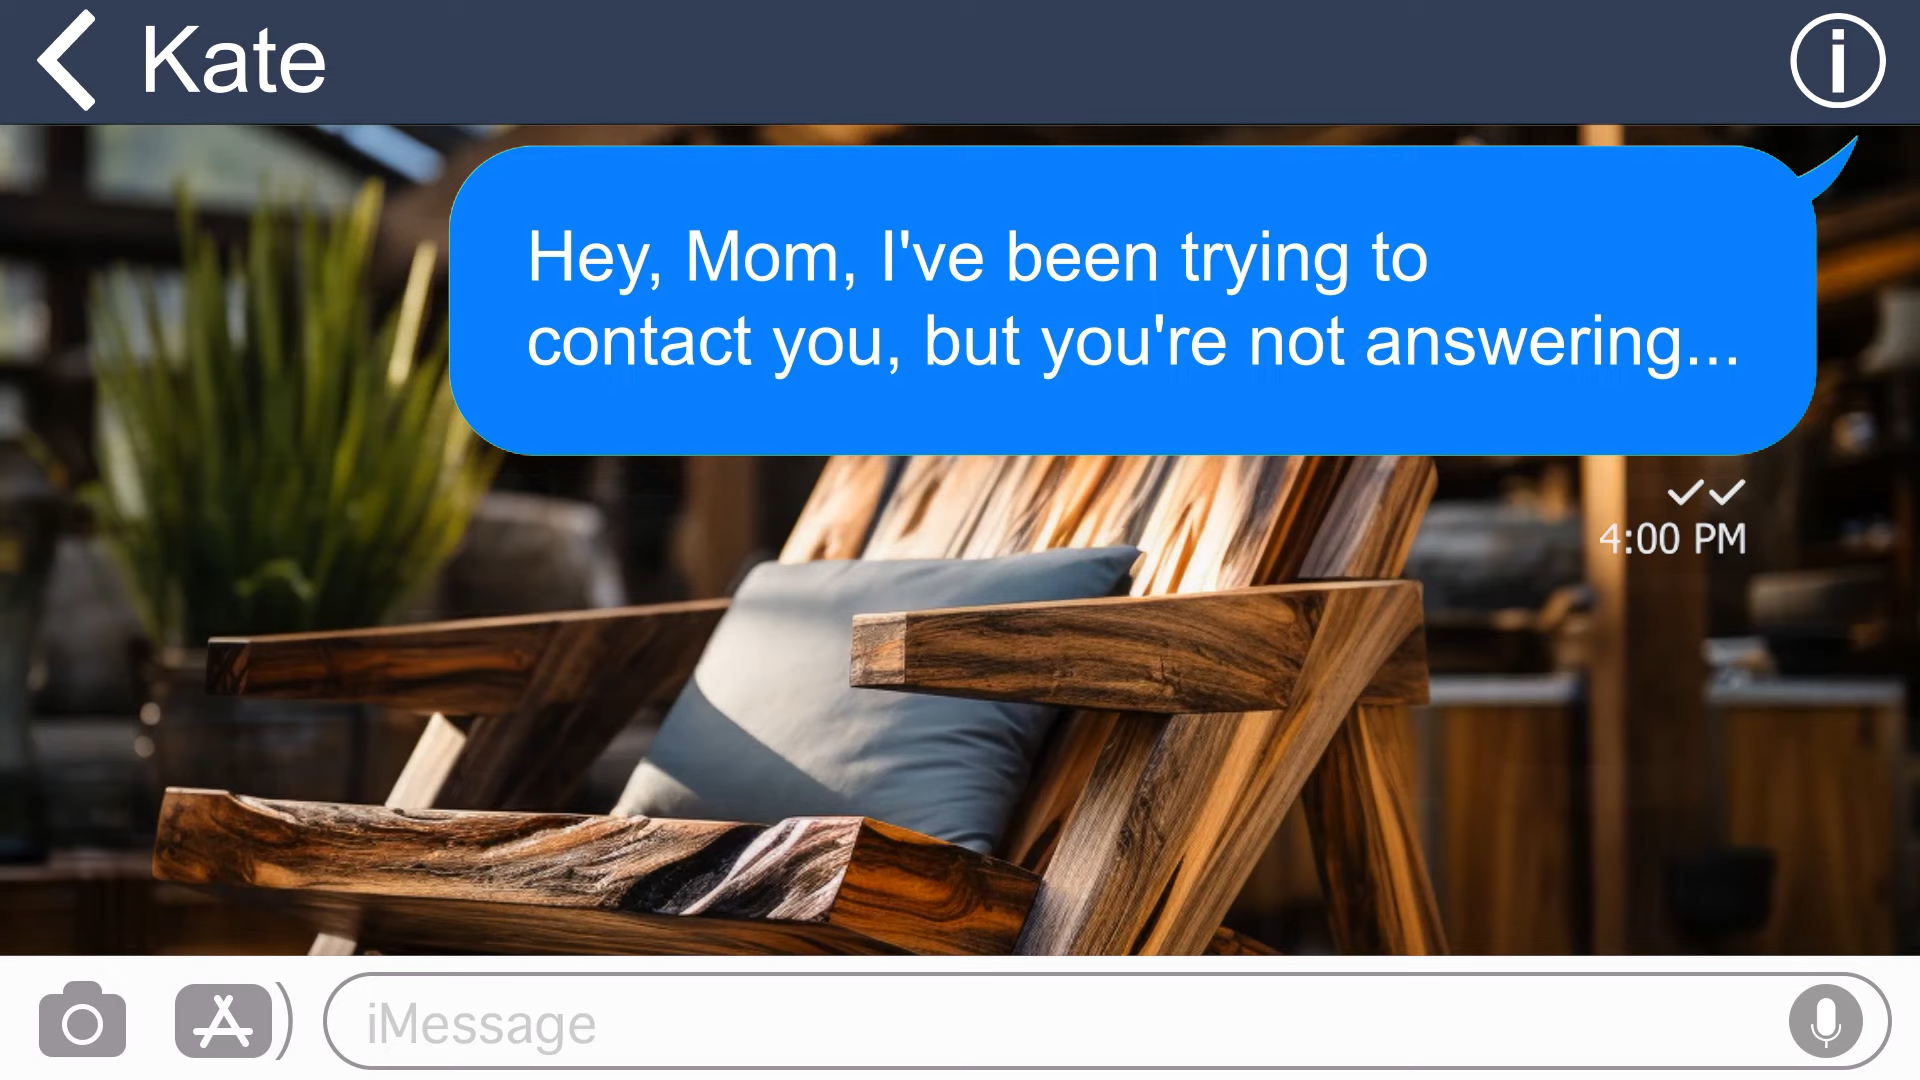 Kate
Hey, Mom, I've been trying to
contact you, but you're not answering...
4:00 PM
iMessage